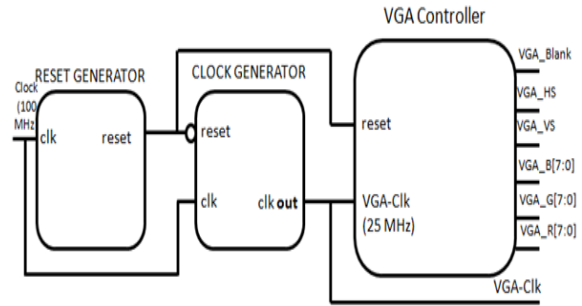 VGA Controller
RESET GENERATOR
CLOCK GENERATOR
Clock
(100
MHz
clk
reset
reset
clk
clk out
reset
VGA-Clk
(25 MHz)
VGA_Blank
VGA_HS
VGA_VS
VGA_B[7:0]
VGA_G[7:0]
VGA_R[7:0]
VGA-Clk